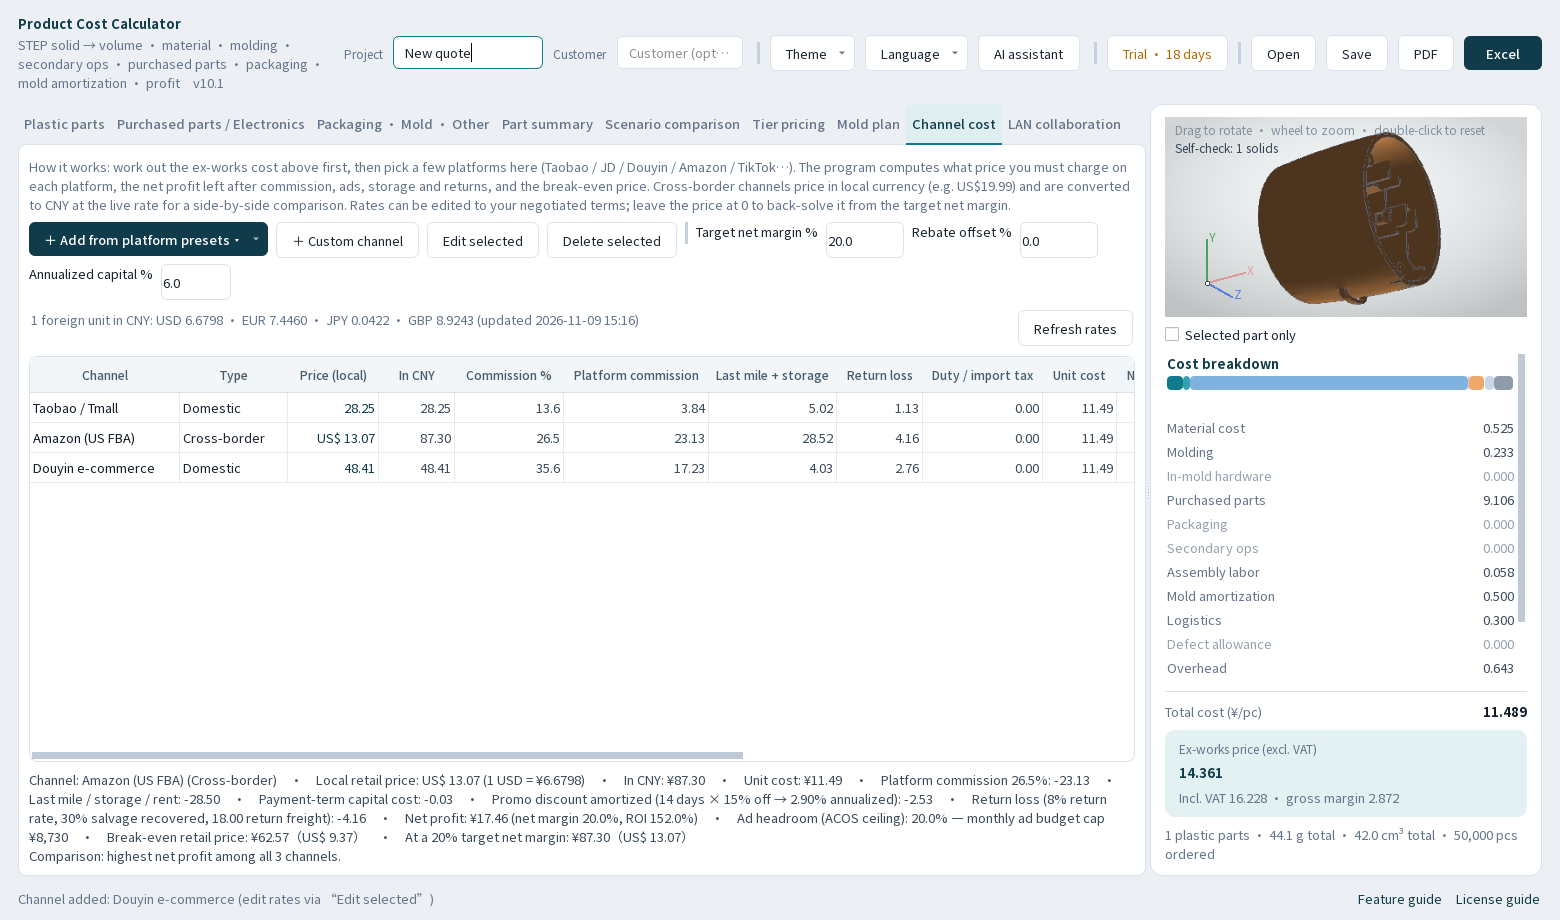 Product Cost Calculator
STEP solid → volume • material • molding •
secondary ops • purchased parts • packaging •
mold amortization • profit v10.1
Project
New quote
Customer
Customer (opt···
Theme
Language
AI assistant
Trial • 18 days
Open
Save
PDF
Excel
Plastic parts
Purchased parts / Electronics
Packaging • Mold • Other
Part summary
Scenario comparison
Tier pricing
Mold plan
Channel cost
LAN collaboration
How it works: work out the ex-works cost above first, then pick a few platforms here (Taobao / JD / Douyin / Amazon / TikTok···). The program computes what price you must charge on
each platform, the net profit left after commission, ads, storage and returns, and the break-even price. Cross-border channels price in local currency (e.g. US$19.99) and are converted
to CNY at the live rate for a side-by-side comparison. Rates can be edited to your negotiated terms; leave the price at 0 to back-solve it from the target net margin.
+ Add from platform presets
+ Custom channel
Edit selected
Delete selected
Target net margin % 20.0
Rebate offset % 0.0
Annualized capital % 6.0
1 foreign unit in CNY: USD 6.6798 • EUR 7.4460 • JPY 0.0422 • GBP 8.9243 (updated 2026-11-09 15:16)
Refresh rates
Channel Type Price (local) In CNY Commission % Platform commission Last mile + storage Return loss Duty / import tax Unit cost N
Taobao / Tmall Domestic 28.25 28.25 13.6 3.84 5.02 1.13 0.00 11.49
Amazon (US FBA) Cross-border US$ 13.07 87.30 26.5 23.13 28.52 4.16 0.00 11.49
Douyin e-commerce Domestic 48.41 48.41 35.6 17.23 4.03 2.76 0.00 11.49
Channel: Amazon (US FBA) (Cross-border) • Local retail price: US$ 13.07 (1 USD = ¥6.6798) • In CNY: ¥87.30 • Unit cost: ¥11.49 • Platform commission 26.5%: -23.13 •
Last mile / storage / rent: -28.50 • Payment-term capital cost: -0.03 • Promo discount amortized (14 days × 15% off → 2.90% annualized): -2.53 • Return loss (8% return
rate, 30% salvage recovered, 18.00 return freight): -4.16 • Net profit: ¥17.46 (net margin 20.0%, ROI 152.0%) • Ad headroom (ACOS ceiling): 20.0% — monthly ad budget cap
¥8,730 • Break-even retail price: ¥62.57（US$ 9.37） • At a 20% target net margin: ¥87.30（US$ 13.07）
Comparison: highest net profit among all 3 channels.
Drag to rotate • wheel to zoom • double-click to reset
Self-check: 1 solids
Y
X
Z
Selected part only
Cost breakdown
Material cost 0.525
Molding 0.233
In-mold hardware 0.000
Purchased parts 9.106
Packaging 0.000
Secondary ops 0.000
Assembly labor 0.058
Mold amortization 0.500
Logistics 0.300
Defect allowance 0.000
Overhead 0.643
Total cost (¥/pc) 11.489
Ex-works price (excl. VAT)
14.361
Incl. VAT 16.228 • gross margin 2.872
1 plastic parts • 44.1 g total • 42.0 cm³ total • 50,000 pcs
ordered
Channel added: Douyin e-commerce (edit rates via “Edit selected”)
Feature guide
License guide